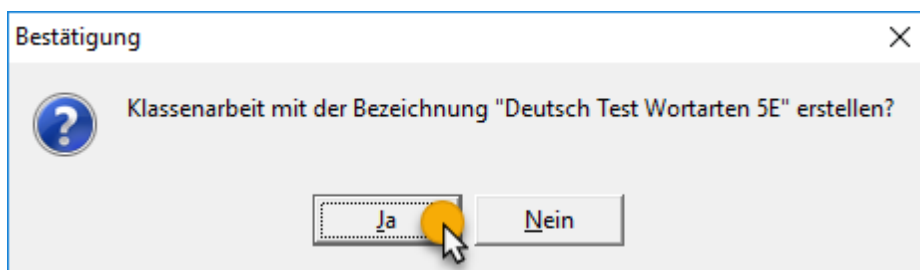 Bestätigung
Klassenarbeit mit der Bezeichnung "Deutsch Test Wortarten 5E" erstellen?
Ja
Nein